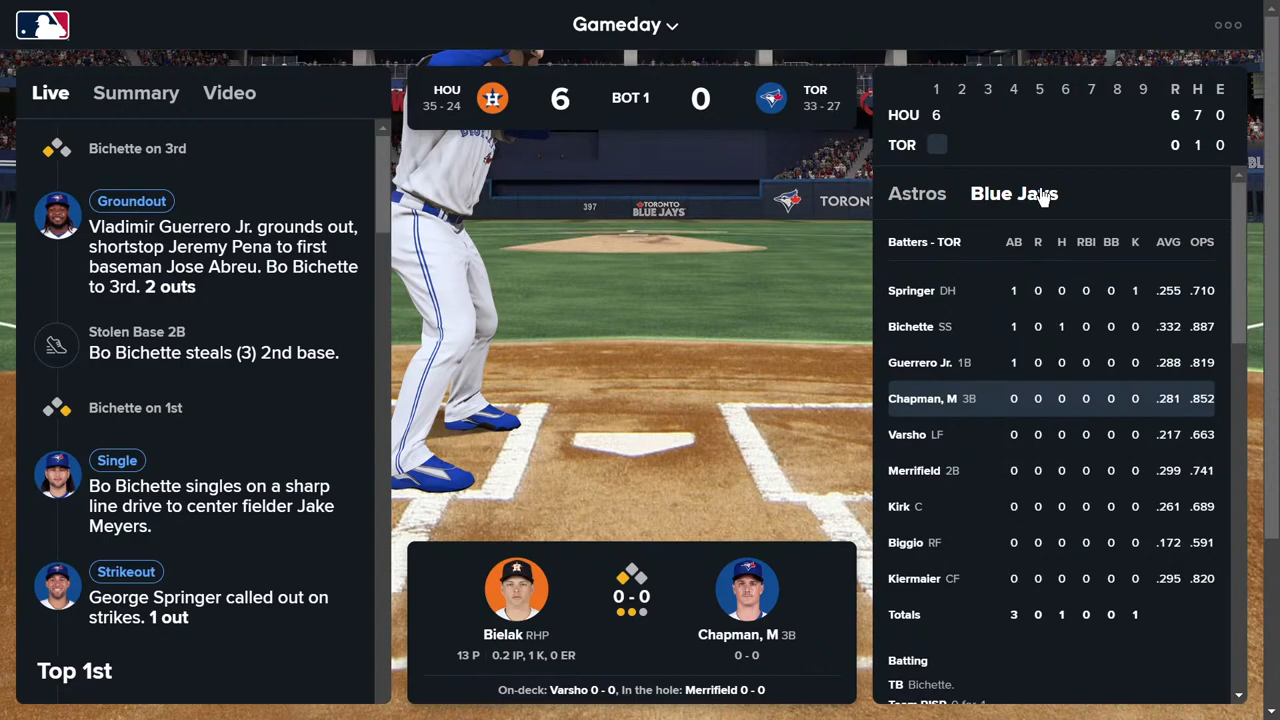 Gameday
Live Summary Video
Bichette on 3rd
Groundout
Vladimir Guerrero Jr. grounds out,
shortstop Jeremy Pena to first
baseman Jose Abreu. Bo Bichette
to 3rd. 2 outs
Stolen Base 2B
Bo Bichette steals (3) 2nd base.
Bichette on 1st
Single
Bo Bichette singles on a sharp
line drive to center fielder Jake
Meyers.
Strikeout
George Springer called out on
strikes. 1 out
Top 1st
HOU 6 BOT 1 0 TOR
35 - 24 33 - 27
397 TORONTO
BLUE JAYS
TORON
Bielak RHP
13 P 0.2 IP, 1 K, 0 ER
0 - 0
Chapman, M 3B
0 - 0
On-deck: Varsho 0 - 0, In the hole: Merrifield 0 - 0
1 2 3 4 5 6 7 8 9 R H E
HOU 6 6 7 0
TOR 0 1 0
Astros Blue Jays
Batters - TOR AB R H RBI BB K AVG OPS
Springer DH 1 0 0 0 0 1 .255 .710
Bichette SS 1 0 1 0 0 0 .332 .887
Guerrero Jr. 1B 1 0 0 0 0 0 .288 .819
Chapman, M 3B 0 0 0 0 0 0 .281 .852
Varsho LF 0 0 0 0 0 0 .217 .663
Merrifield 2B 0 0 0 0 0 0 .299 .741
Kirk C 0 0 0 0 0 0 .261 .689
Biggio RF 0 0 0 0 0 0 .172 .591
Kiermaier CF 0 0 0 0 0 0 .295 .820
Totals 3 0 1 0 0 1
Batting
TB Bichette.